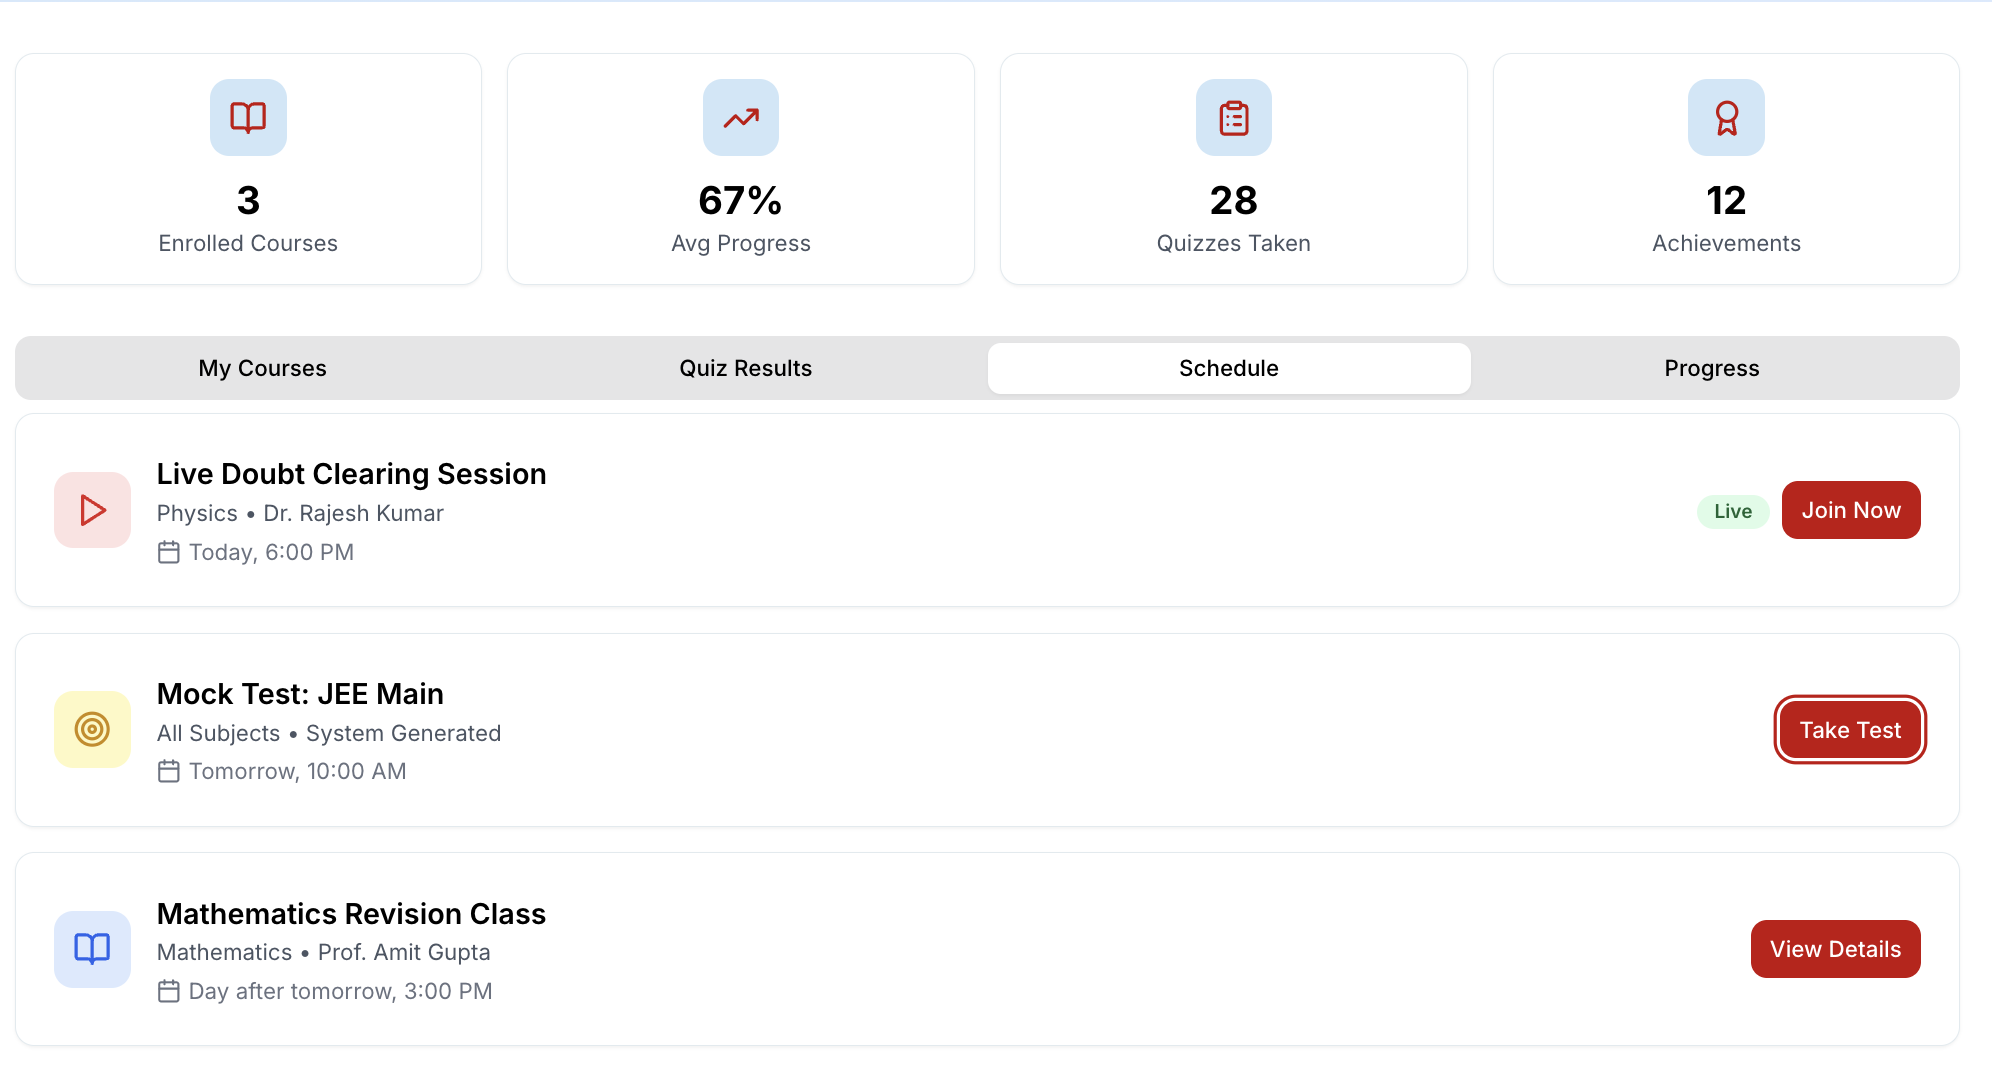 3
Enrolled Courses
67%
Avg Progress
28
Quizzes Taken
12
Achievements
My Courses
Quiz Results
Schedule
Progress
Live Doubt Clearing Session
Physics • Dr. Rajesh Kumar
Today, 6:00 PM
Live
Join Now
Mock Test: JEE Main
All Subjects • System Generated
Tomorrow, 10:00 AM
Take Test
Mathematics Revision Class
Mathematics • Prof. Amit Gupta
Day after tomorrow, 3:00 PM
View Details